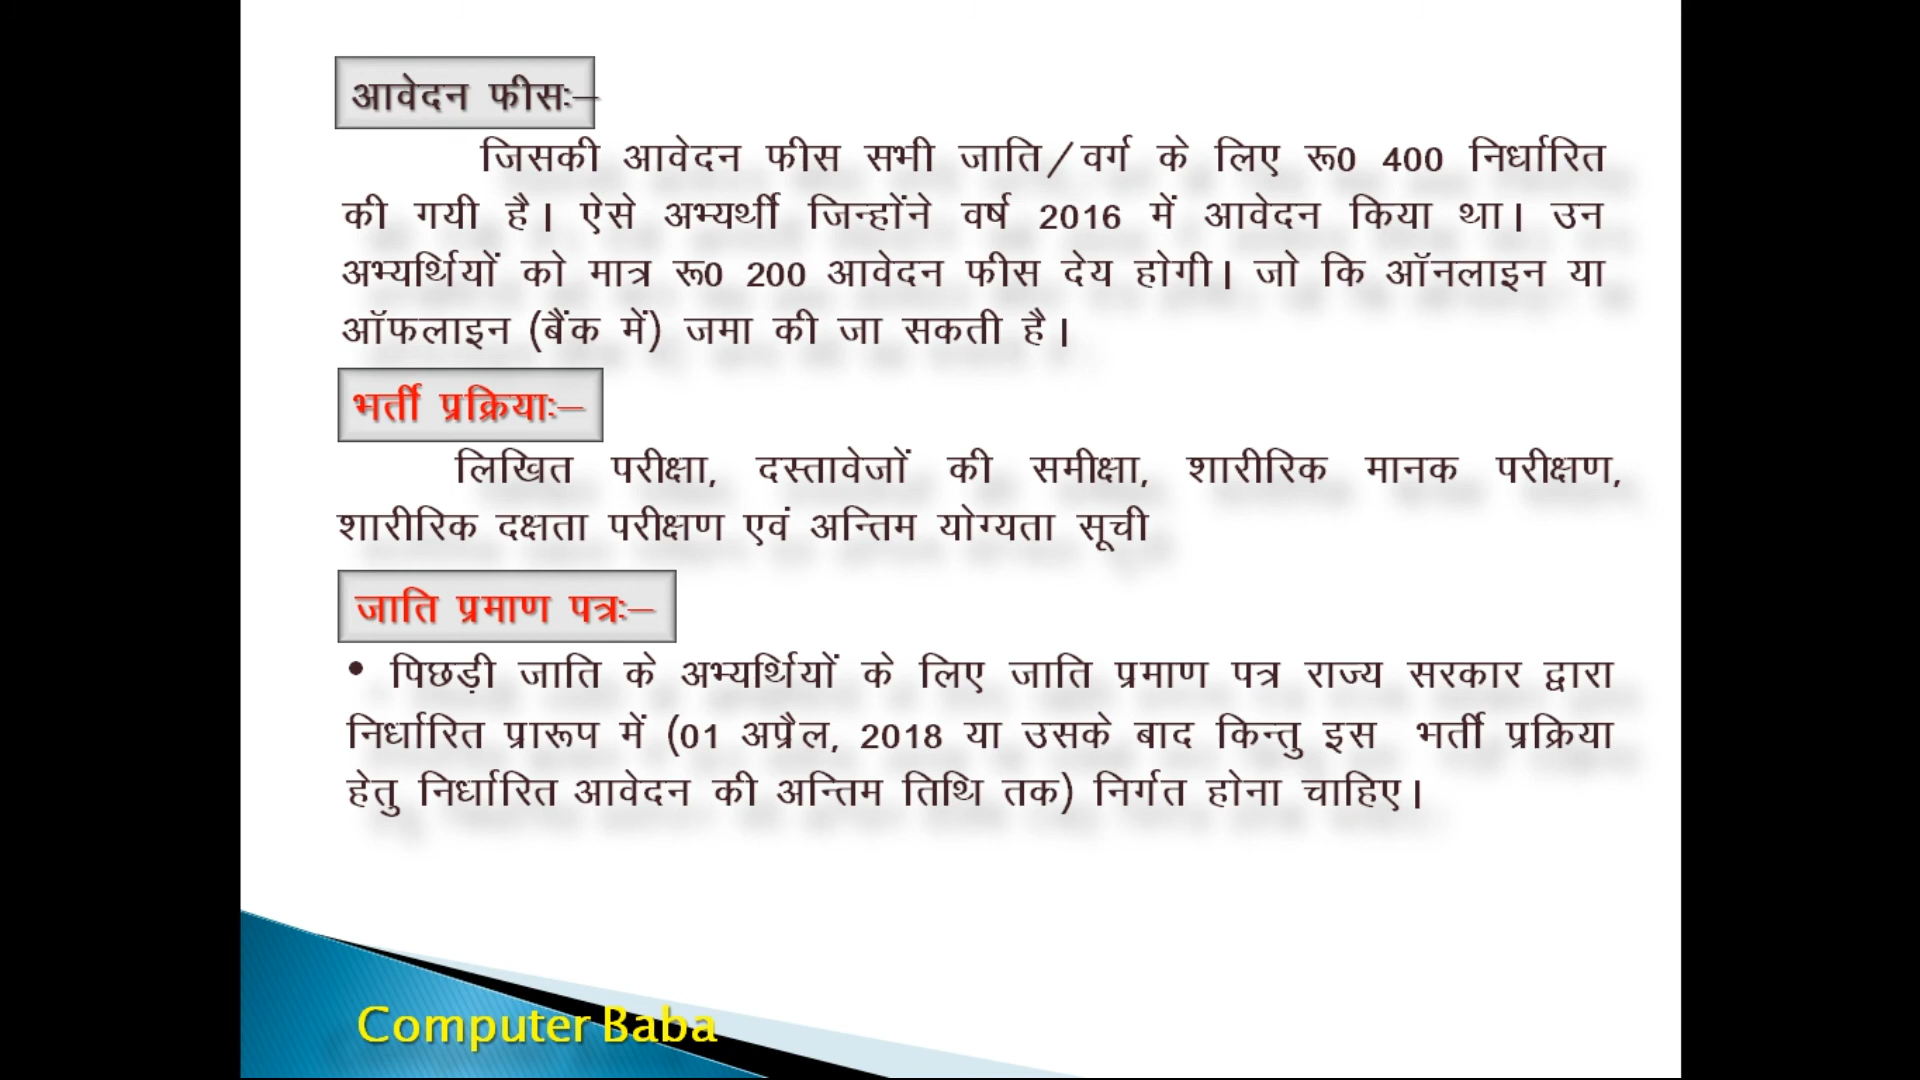 आवेदन फीसः–
जिसकी आवेदन फीस सभी जाति/वर्ग के लिए रू0 400 निर्धारित
की गयी है। ऐसे अभ्यर्थी जिन्होंने वर्ष 2016 में आवेदन किया था। उन
अभ्यर्थियों को मात्र रू0 200 आवेदन फीस देय होगी। जो कि ऑनलाइन या
ऑफलाइन (बैंक में) जमा की जा सकती है।
भर्ती प्रक्रियाः–
लिखित परीक्षा, दस्तावेजों की समीक्षा, शारीरिक मानक परीक्षण,
शारीरिक दक्षता परीक्षण एवं अन्तिम योग्यता सूची
जाति प्रमाण पत्रः–
• पिछड़ी जाति के अभ्यर्थियों के लिए जाति प्रमाण पत्र राज्य सरकार द्वारा
निर्धारित प्रारूप में (01 अप्रैल, 2018 या उसके बाद किन्तु इस भर्ती प्रक्रिया
हेतु निर्धारित आवेदन की अन्तिम तिथि तक) निर्गत होना चाहिए।
Computer Baba